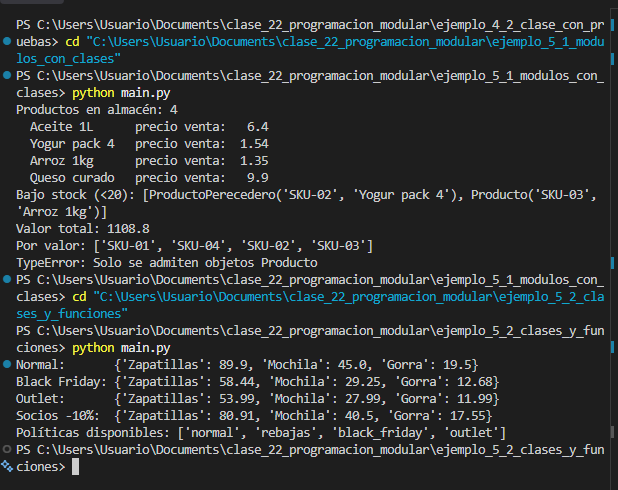 PS C:\Users\Usuario\Documents\clase_22_programacion_modular\ejemplo_4_2_clase_con_pr
uebas> cd "C:\Users\Usuario\Documents\clase_22_programacion_modular\ejemplo_5_1_modu
los_con_clases"
PS C:\Users\Usuario\Documents\clase_22_programacion_modular\ejemplo_5_1_modulos_con_
clases> python main.py
Productos en almacén: 4
  Aceite 1L      precio venta:   6.4
  Yogur pack 4   precio venta:  1.54
  Arroz 1kg      precio venta:  1.35
  Queso curado   precio venta:   9.9
Bajo stock (<20): [ProductoPerecedero('SKU-02', 'Yogur pack 4'), Producto('SKU-03', 
'Arroz 1kg')]
Valor total: 1108.8
Por valor: ['SKU-01', 'SKU-04', 'SKU-02', 'SKU-03']
TypeError: Solo se admiten objetos Producto
PS C:\Users\Usuario\Documents\clase_22_programacion_modular\ejemplo_5_1_modulos_con_
clases> cd "C:\Users\Usuario\Documents\clase_22_programacion_modular\ejemplo_5_2_cla
ses_y_funciones"
PS C:\Users\Usuario\Documents\clase_22_programacion_modular\ejemplo_5_2_clases_y_fun
ciones> python main.py
Normal:       {'Zapatillas': 89.9, 'Mochila': 45.0, 'Gorra': 19.5}
Black Friday: {'Zapatillas': 58.44, 'Mochila': 29.25, 'Gorra': 12.68}
Outlet:       {'Zapatillas': 53.99, 'Mochila': 27.99, 'Gorra': 11.99}
Socios -10%:  {'Zapatillas': 80.91, 'Mochila': 40.5, 'Gorra': 17.55}
Políticas disponibles: ['normal', 'rebajas', 'black_friday', 'outlet']
PS C:\Users\Usuario\Documents\clase_22_programacion_modular\ejemplo_5_2_clases_y_fun
ciones>